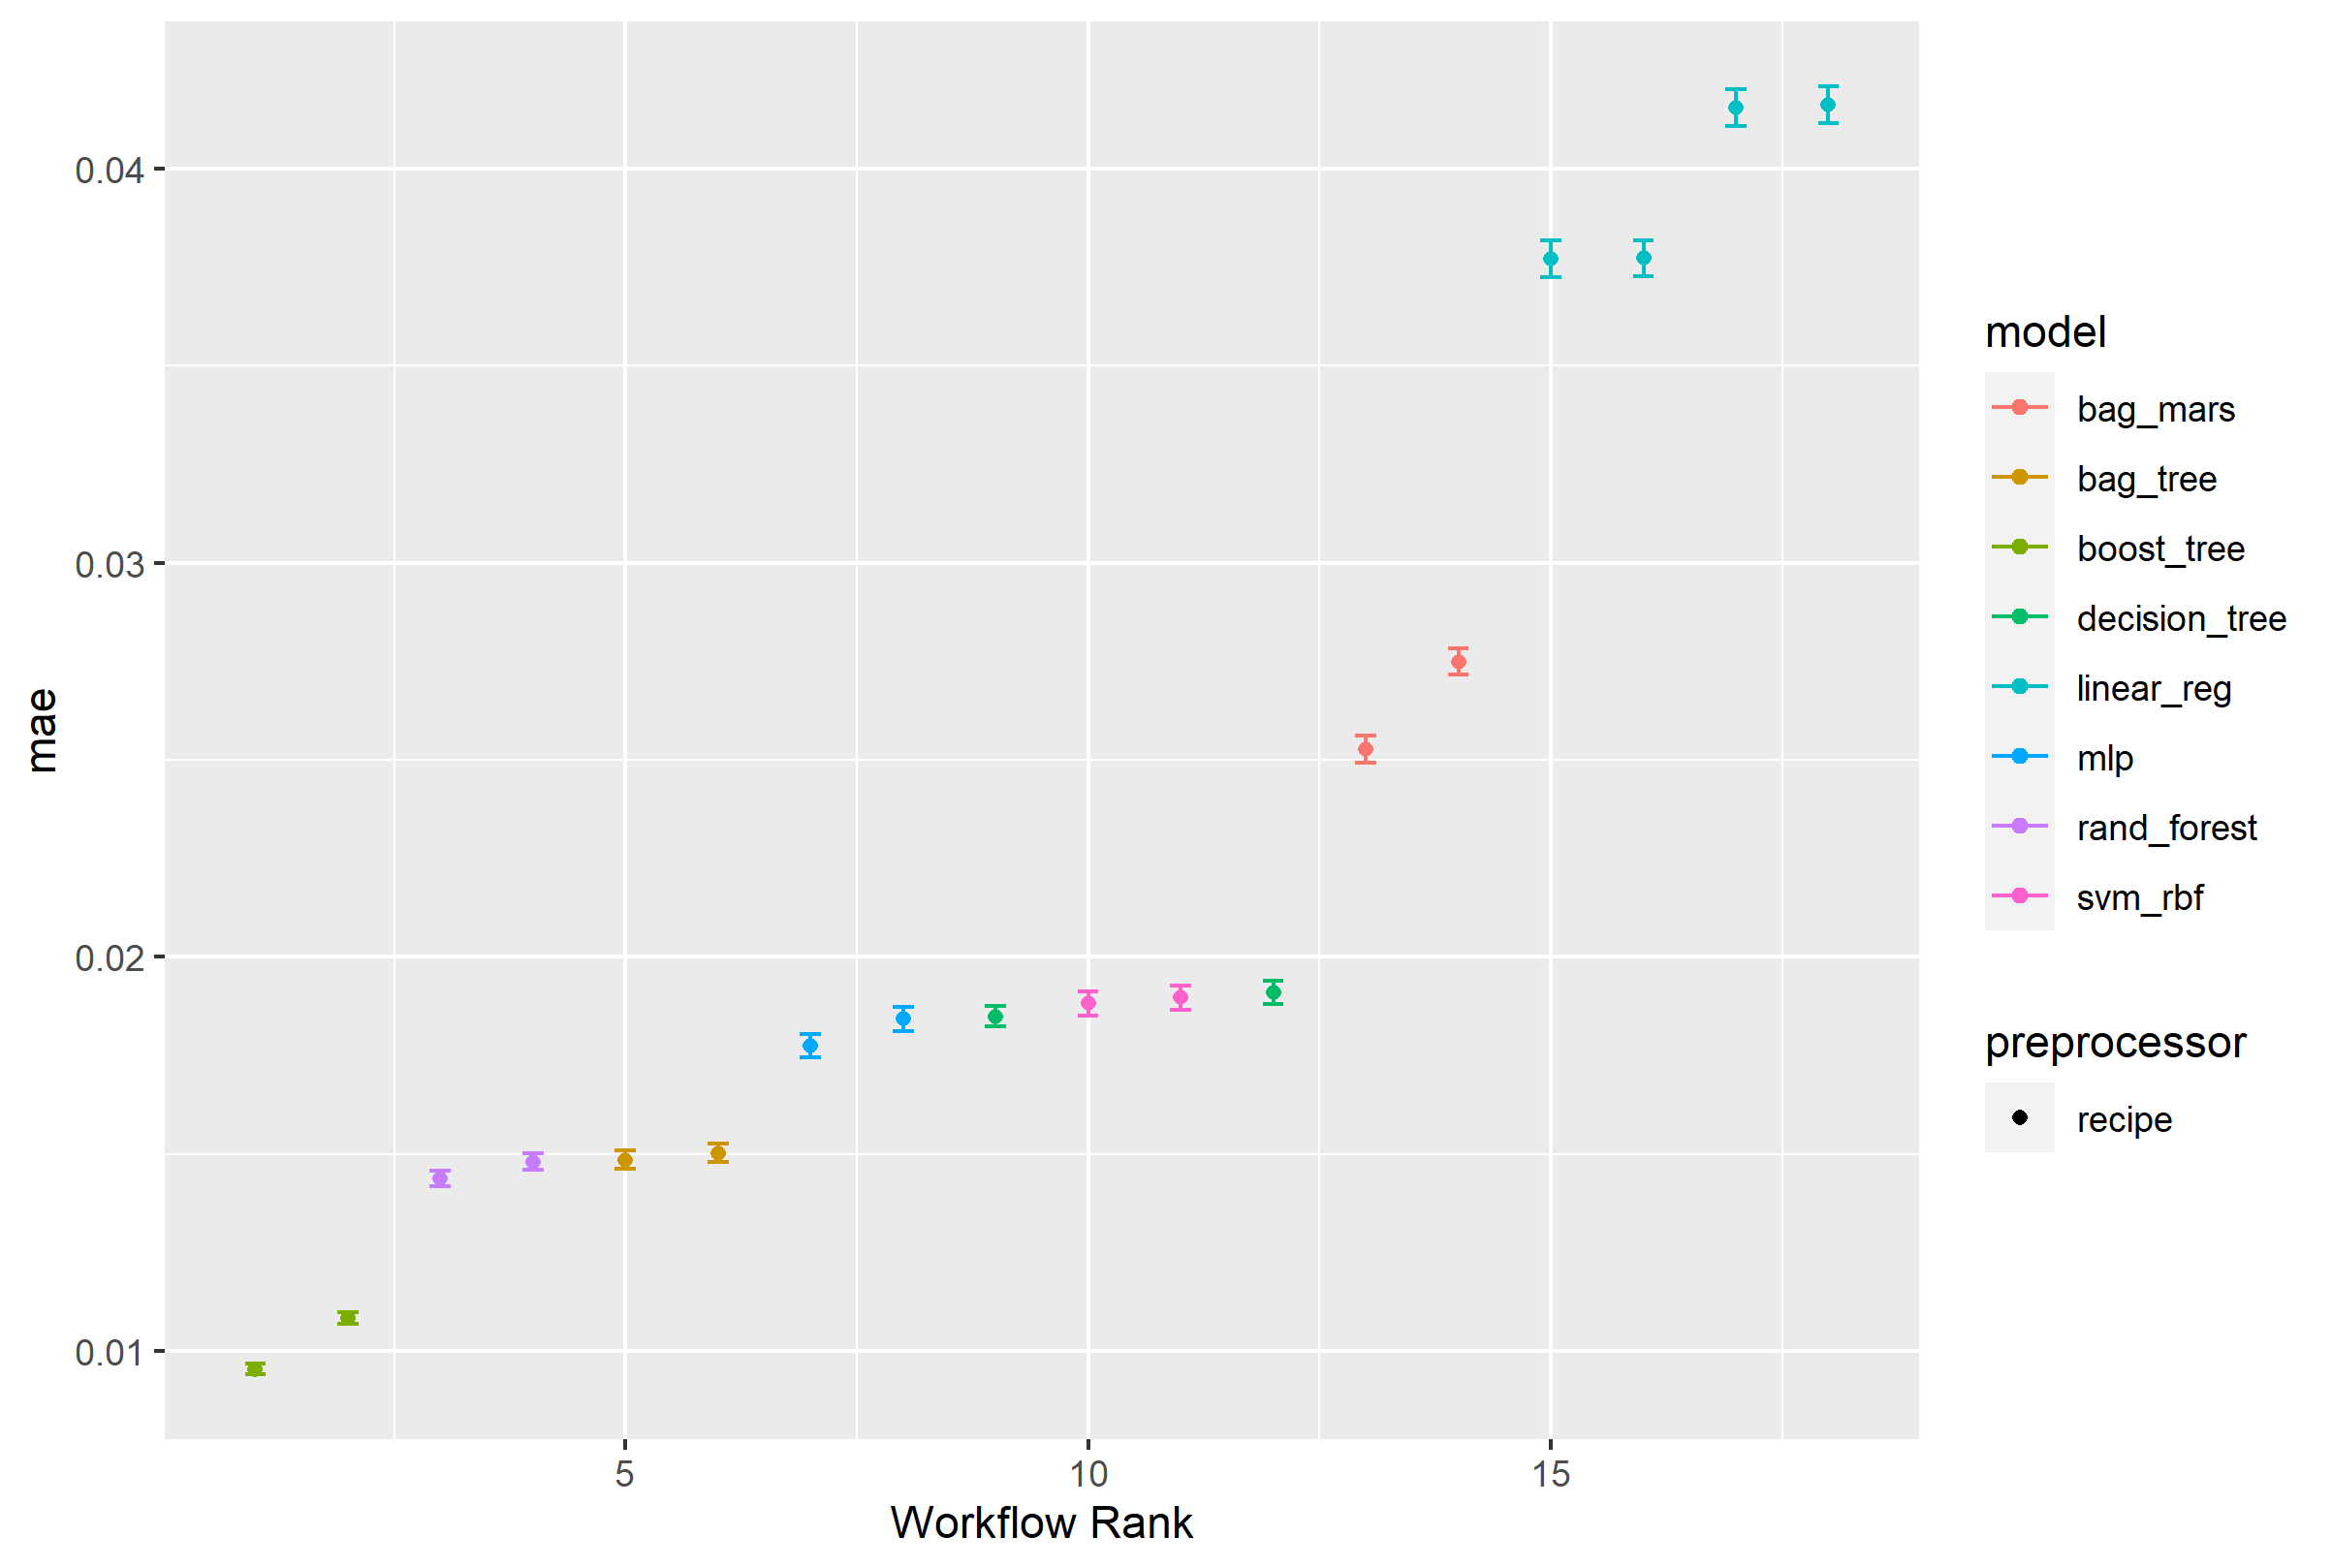 mae
0.04
0.03
0.02
0.01
5
10
15
Workflow Rank
model
bag_mars
bag_tree
boost_tree
decision_tree
linear_reg
mlp
rand_forest
svm_rbf
preprocessor
recipe